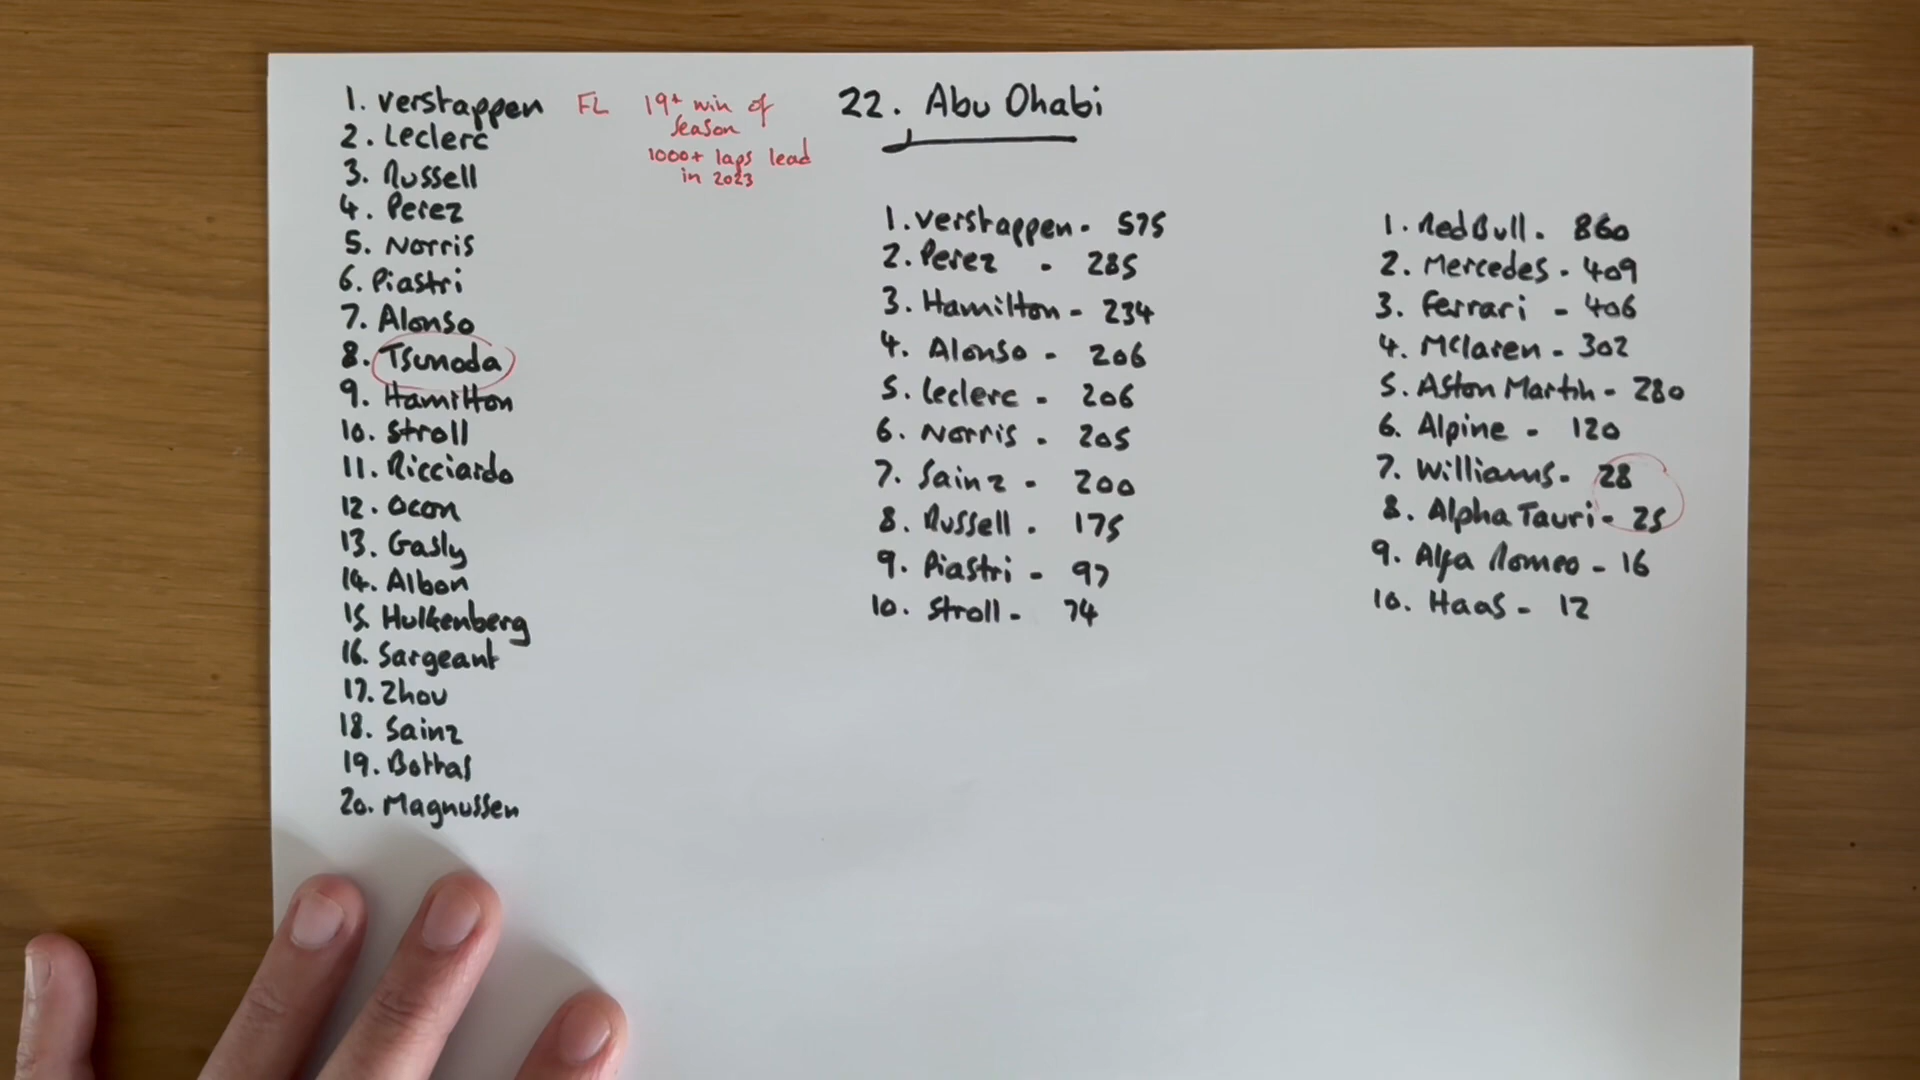 1. Verstappen FL 19th win of
season
1000+ laps lead
in 2023
2. Leclerc
3. Russell
4. Perez
5. Norris
6. Piastri
7. Alonso
8. Tsunoda
9. Hamilton
10. Stroll
11. Ricciardo
12. Ocon
13. Gasly
14. Albon
15. Hulkenberg
16. Sargeant
17. Zhou
18. Sainz
19. Bottas
20. Magnussen
22. Abu Dhabi
1. Verstappen - 575
2. Perez - 285
3. Hamilton - 234
4. Alonso - 206
5. Leclerc - 206
6. Norris - 205
7. Sainz - 200
8. Russell - 175
9. Piastri - 97
10. Stroll - 74
1. Red Bull - 860
2. Mercedes - 409
3. Ferrari - 406
4. McLaren - 302
5. Aston Martin - 280
6. Alpine - 120
7. Williams - 28
8. Alpha Tauri - 25
9. Alfa Romeo - 16
10. Haas - 12